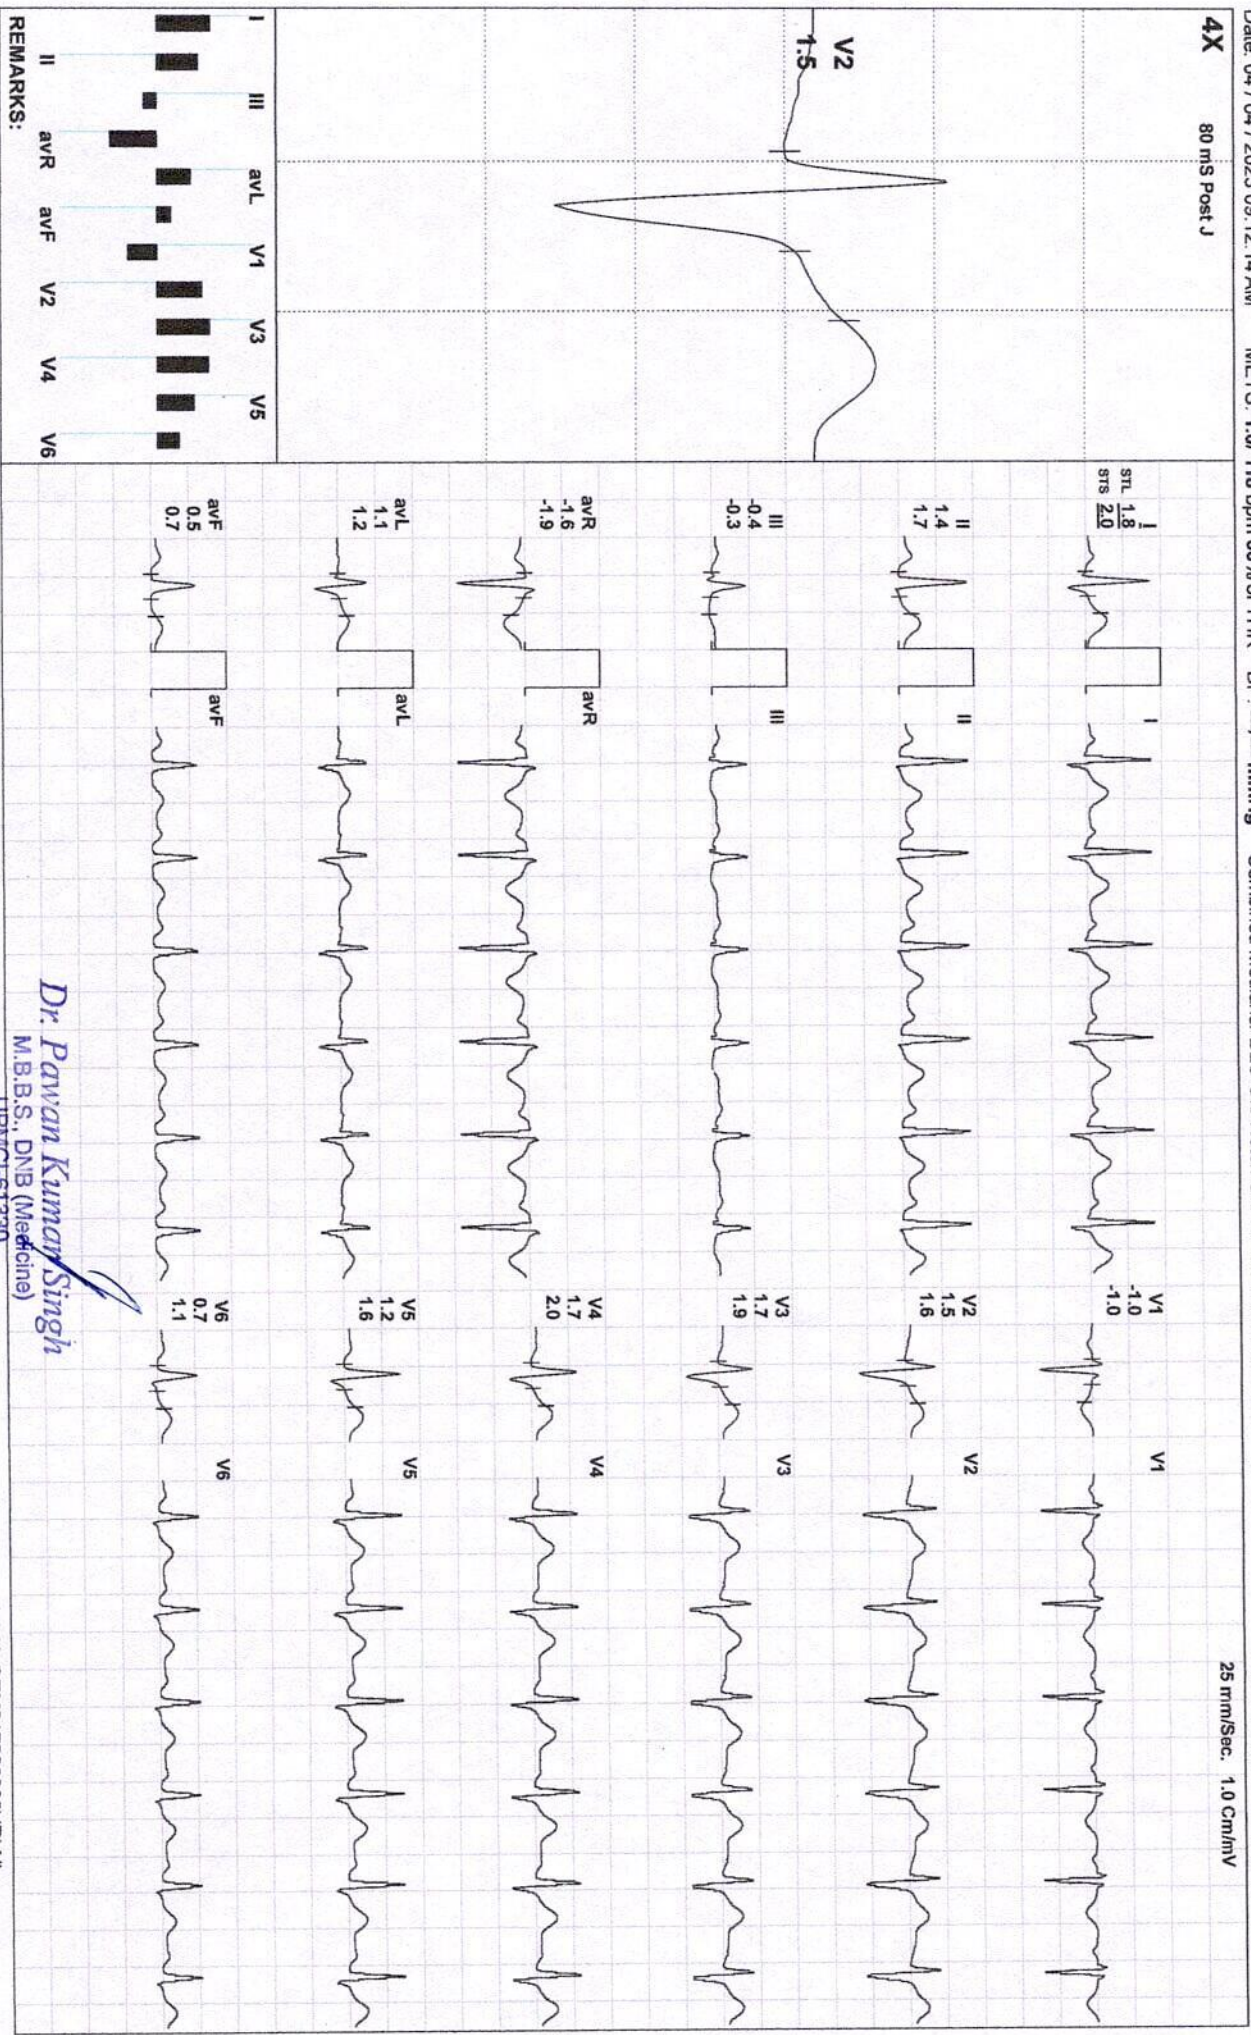 4X
80 mS Post J
25 mm/Sec. 1.0 Cm/mV
V2
1.5
I
STL 1.8
STS 2.0
I
II
1.4
1.7
II
III
-0.4
-0.3
III
avR
-1.6
-1.9
avR
avL
1.1
1.2
avL
avF
0.5
0.7
avF
V1
-1.0
-1.0
V1
V2
1.5
1.6
V2
V3
1.7
1.9
V3
V4
1.7
2.0
V4
V5
1.2
1.6
V5
V6
0.7
1.1
V6
I III avL V1 V3 V5
II avR avF V2 V4 V6
REMARKS:
Dr. Pawan Kumar Singh
M.B.B.S., DNB (Medicine)